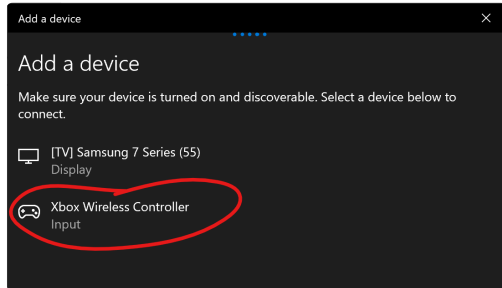 Add a device
Add a device
Make sure your device is turned on and discoverable. Select a device below to
connect.
[TV] Samsung 7 Series (55)
Display
Xbox Wireless Controller
Input